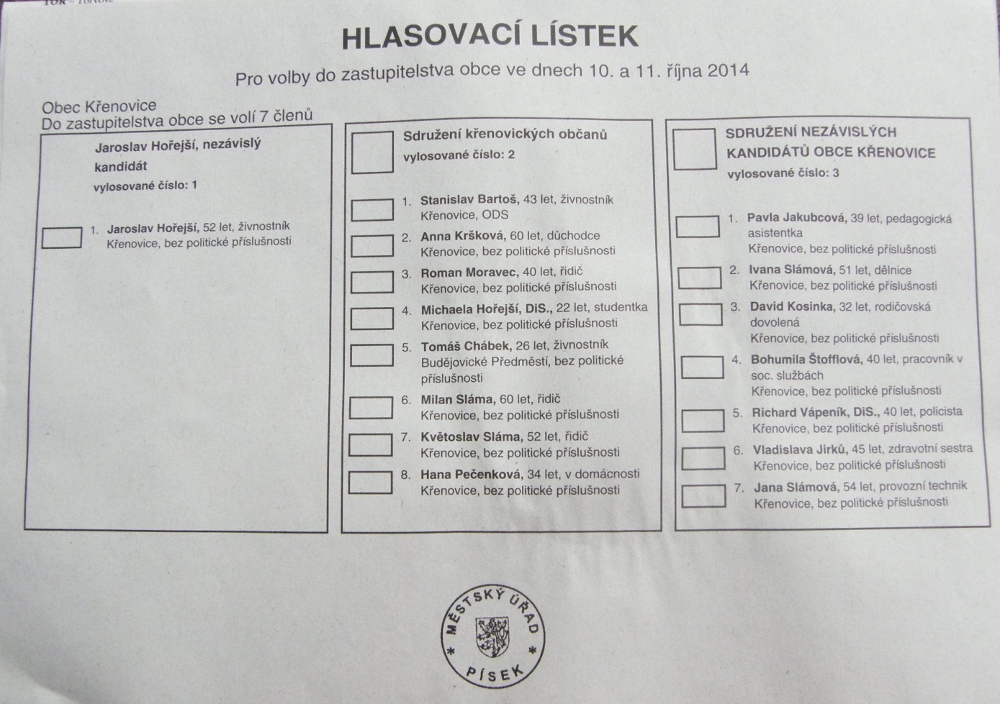 HLASOVACÍ LÍSTEK
Pro volby do zastupitelstva obce ve dnech 10. a 11. října 2014
Obec Křenovice
Do zastupitelstva obce se volí 7 členů
Jaroslav Hořejší, nezávislý
kandidát
vylosované číslo: 1
1. Jaroslav Hořejší, 52 let, živnostník
Křenovice, bez politické příslušnosti
Sdružení křenovických občanů
vylosované číslo: 2
1. Stanislav Bartoš, 43 let, živnostník
Křenovice, ODS
2. Anna Kršková, 60 let, důchodce
Křenovice, bez politické příslušnosti
3. Roman Moravec, 40 let, řidič
Křenovice, bez politické příslušnosti
4. Michaela Hořejší, DiS., 22 let, studentka
Křenovice, bez politické příslušnosti
5. Tomáš Chábek, 26 let, živnostník
Budějovické Předměstí, bez politické
příslušnosti
6. Milan Sláma, 60 let, řidič
Křenovice, bez politické příslušnosti
7. Květoslav Sláma, 52 let, řidič
Křenovice, bez politické příslušnosti
8. Hana Pečenková, 34 let, v domácnosti
Křenovice, bez politické příslušnosti
SDRUŽENÍ NEZÁVISLÝCH
KANDIDÁTŮ OBCE KŘENOVICE
vylosované číslo: 3
1. Pavla Jakubcová, 39 let, pedagogická
asistentka
Křenovice, bez politické příslušnosti
2. Ivana Slámová, 51 let, dělnice
Křenovice, bez politické příslušnosti
3. David Kosinka, 32 let, rodičovská
dovolená
Křenovice, bez politické příslušnosti
4. Bohumila Štofflová, 40 let, pracovník v
soc. službách
Křenovice, bez politické příslušnosti
5. Richard Vápeník, DiS., 40 let, policista
Křenovice, bez politické příslušnosti
6. Vladislava Jirků, 45 let, zdravotní sestra
Křenovice, bez politické příslušnosti
7. Jana Slámová, 54 let, provozní technik
Křenovice, bez politické příslušnosti
MĚSTSKÝ ÚŘAD
* PÍSEK *